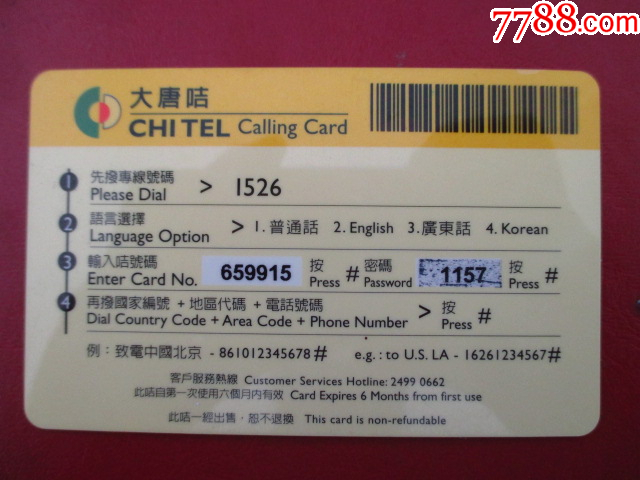 7788.com
大唐咭
CHITEL Calling Card
1 先撥專線號碼
Please Dial > 1526
2 語言選擇
Language Option > 1. 普通話 2. English 3. 廣東話 4. Korean
3 輸入咭號碼 659915 按 # 密碼 1157 按 #
Enter Card No. Press Password Press
4 再撥國家編號 + 地區代碼 + 電話號碼 > 按 #
Dial Country Code + Area Code + Phone Number Press
例: 致電中國北京 - 861012345678# e.g.: to U.S. LA - 16261234567#
客戶服務熱線 Customer Services Hotline: 2499 0662
此咭自第一次使用六個月内有效 Card Expires 6 Months from first use
此咭一經出售, 恕不退換 This card is non-refundable